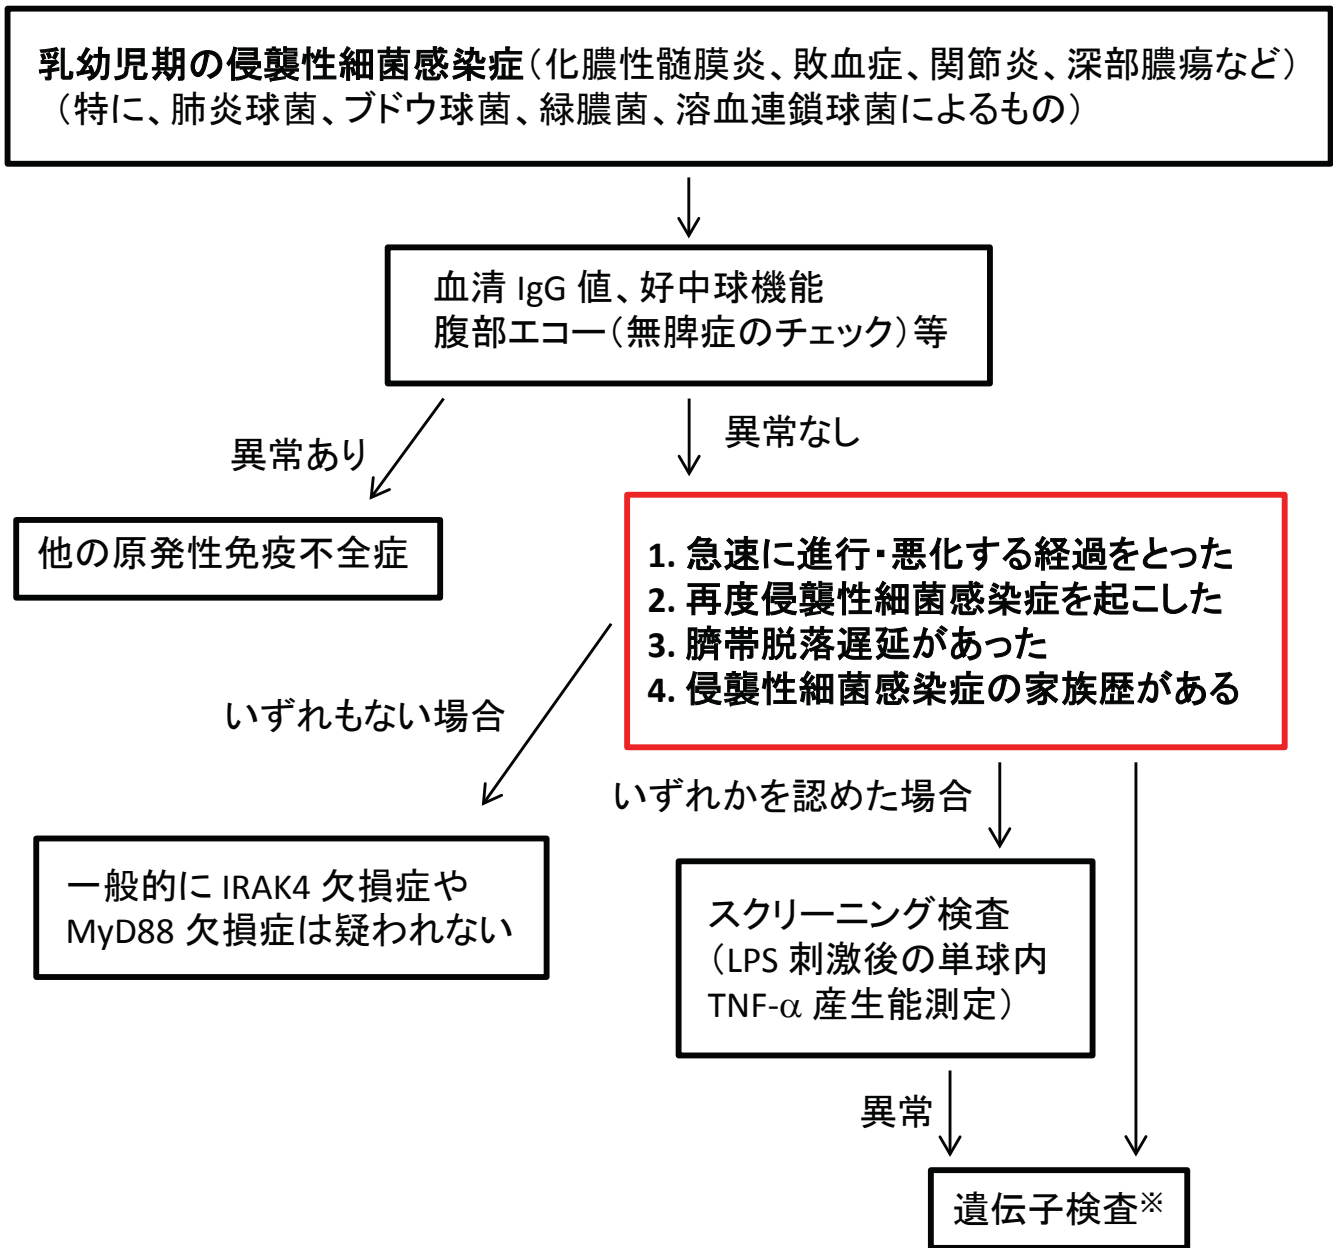 乳幼児期の侵襲性細菌感染症(化膿性髄膜炎、敗血症、関節炎、深部膿瘍など)
(特に、肺炎球菌、ブドウ球菌、緑膿菌、溶血連鎖球菌によるもの)
血清 IgG 値、好中球機能
腹部エコー(無脾症のチェック)等
異常あり
異常なし
他の原発性免疫不全症
1. 急速に進行・悪化する経過をとった
2. 再度侵襲性細菌感染症を起こした
3. 臍帯脱落遅延があった
4. 侵襲性細菌感染症の家族歴がある
いずれもない場合
いずれかを認めた場合
一般的に IRAK4 欠損症や
MyD88 欠損症は疑われない
スクリーニング検査
(LPS 刺激後の単球内
TNF-α 産生能測定)
異常
遺伝子検査※